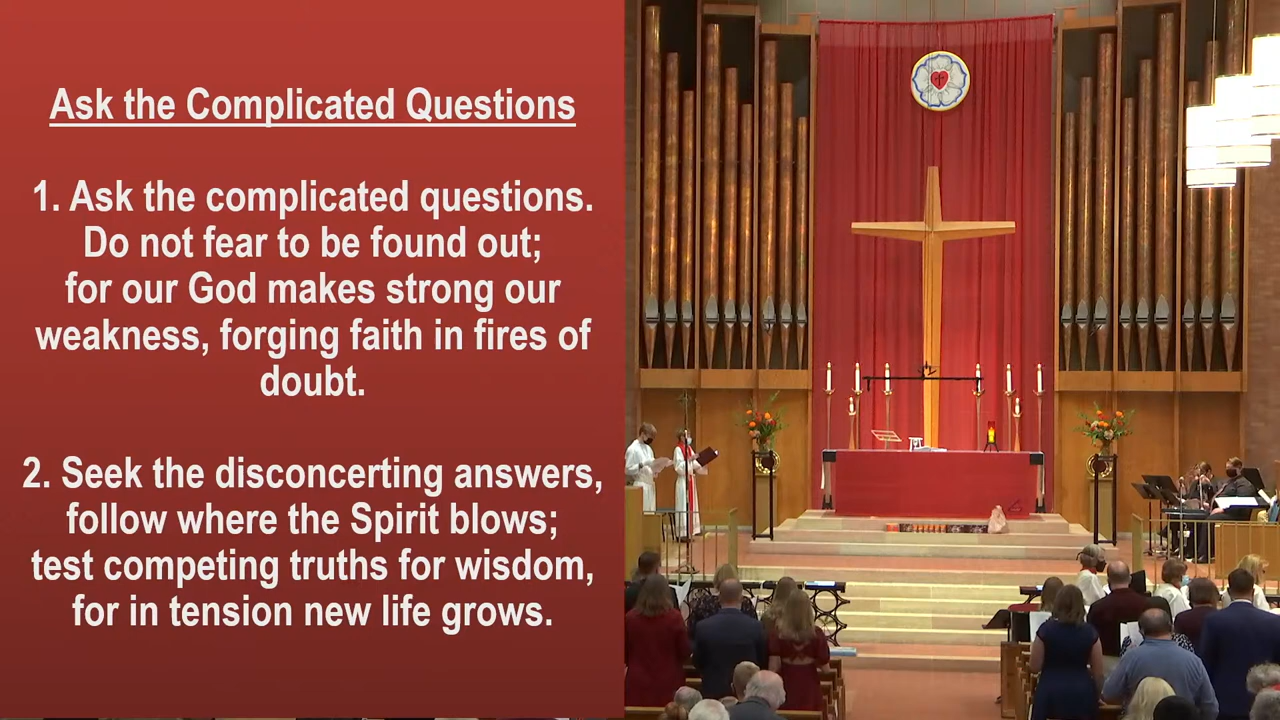 Ask the Complicated Questions
1. Ask the complicated questions.
Do not fear to be found out;
for our God makes strong our
weakness, forging faith in fires of
doubt.
2. Seek the disconcerting answers,
follow where the Spirit blows;
test competing truths for wisdom,
for in tension new life grows.